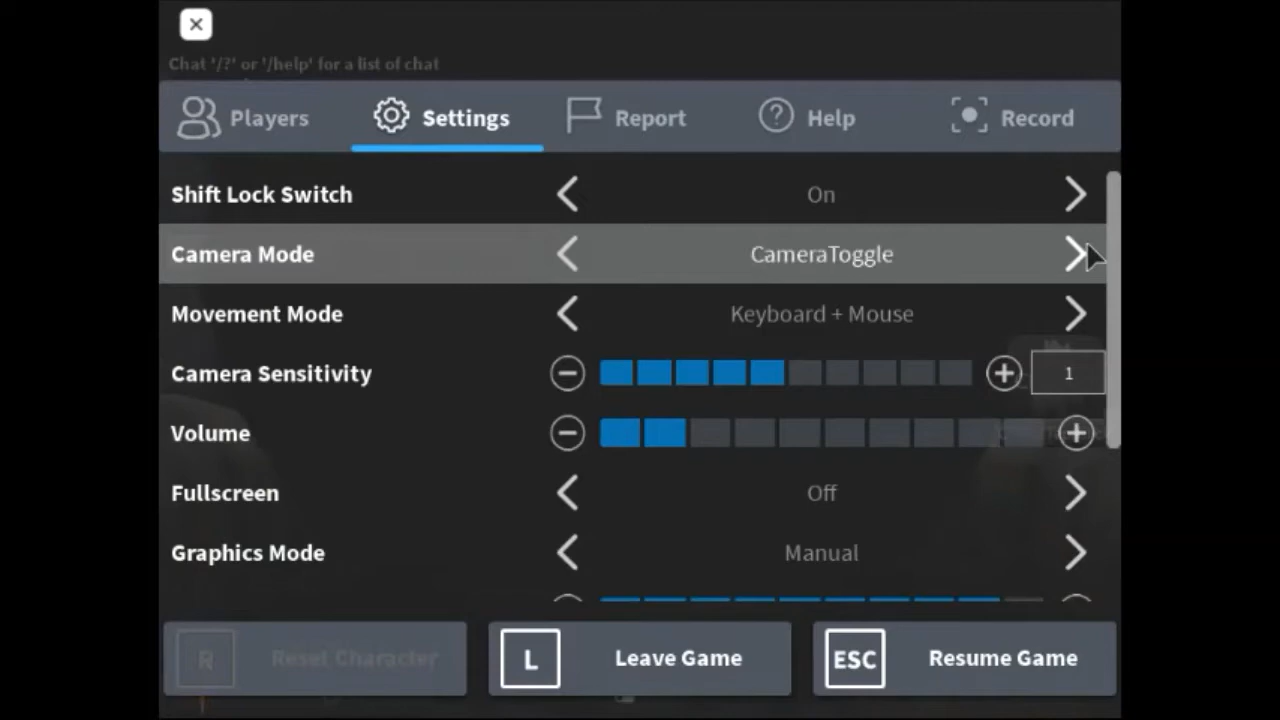 Chat '/?' or '/help' for a list of chat
Players Settings Report Help Record
Shift Lock Switch On
Camera Mode CameraToggle
Movement Mode Keyboard + Mouse
Camera Sensitivity 1
Volume
Fullscreen Off
Graphics Mode Manual
R Reset Character L Leave Game ESC Resume Game